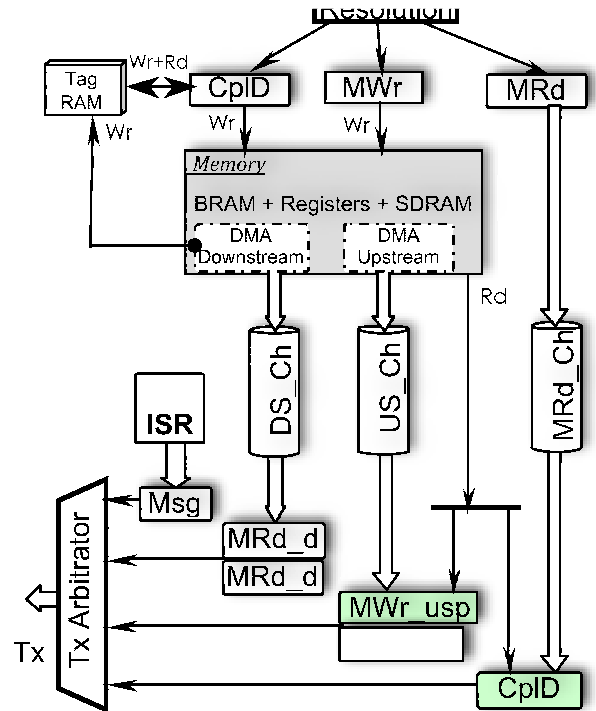 Resolution
Wr+Rd
Tag
RAM
CplD
MWr
MRd
Wr
Wr
Wr
Memory
BRAM + Registers + SDRAM
DMA
Downstream
DMA
Upstream
Rd
DS_Ch
US_Ch
MRd_Ch
ISR
Msg
MRd_d
MRd_d
MWr_usp
Tx Arbitrator
Tx
CplD